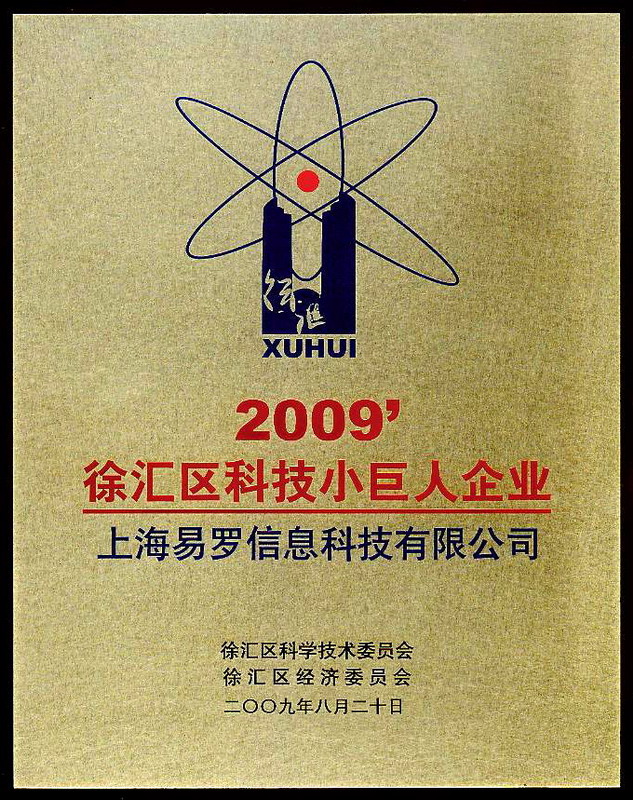 徐汇
XUHUI
2009’
徐汇区科技小巨人企业
上海易罗信息科技有限公司
徐汇区科学技术委员会
徐汇区经济委员会
二〇〇九年八月二十日